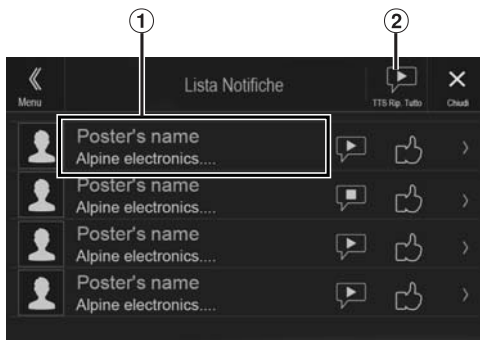 1 2
Menu Lista Notifiche TTS Rip. Tutto Chiudi
Poster's name
Alpine electronics....
Poster's name
Alpine electronics....
Poster's name
Alpine electronics....
Poster's name
Alpine electronics....